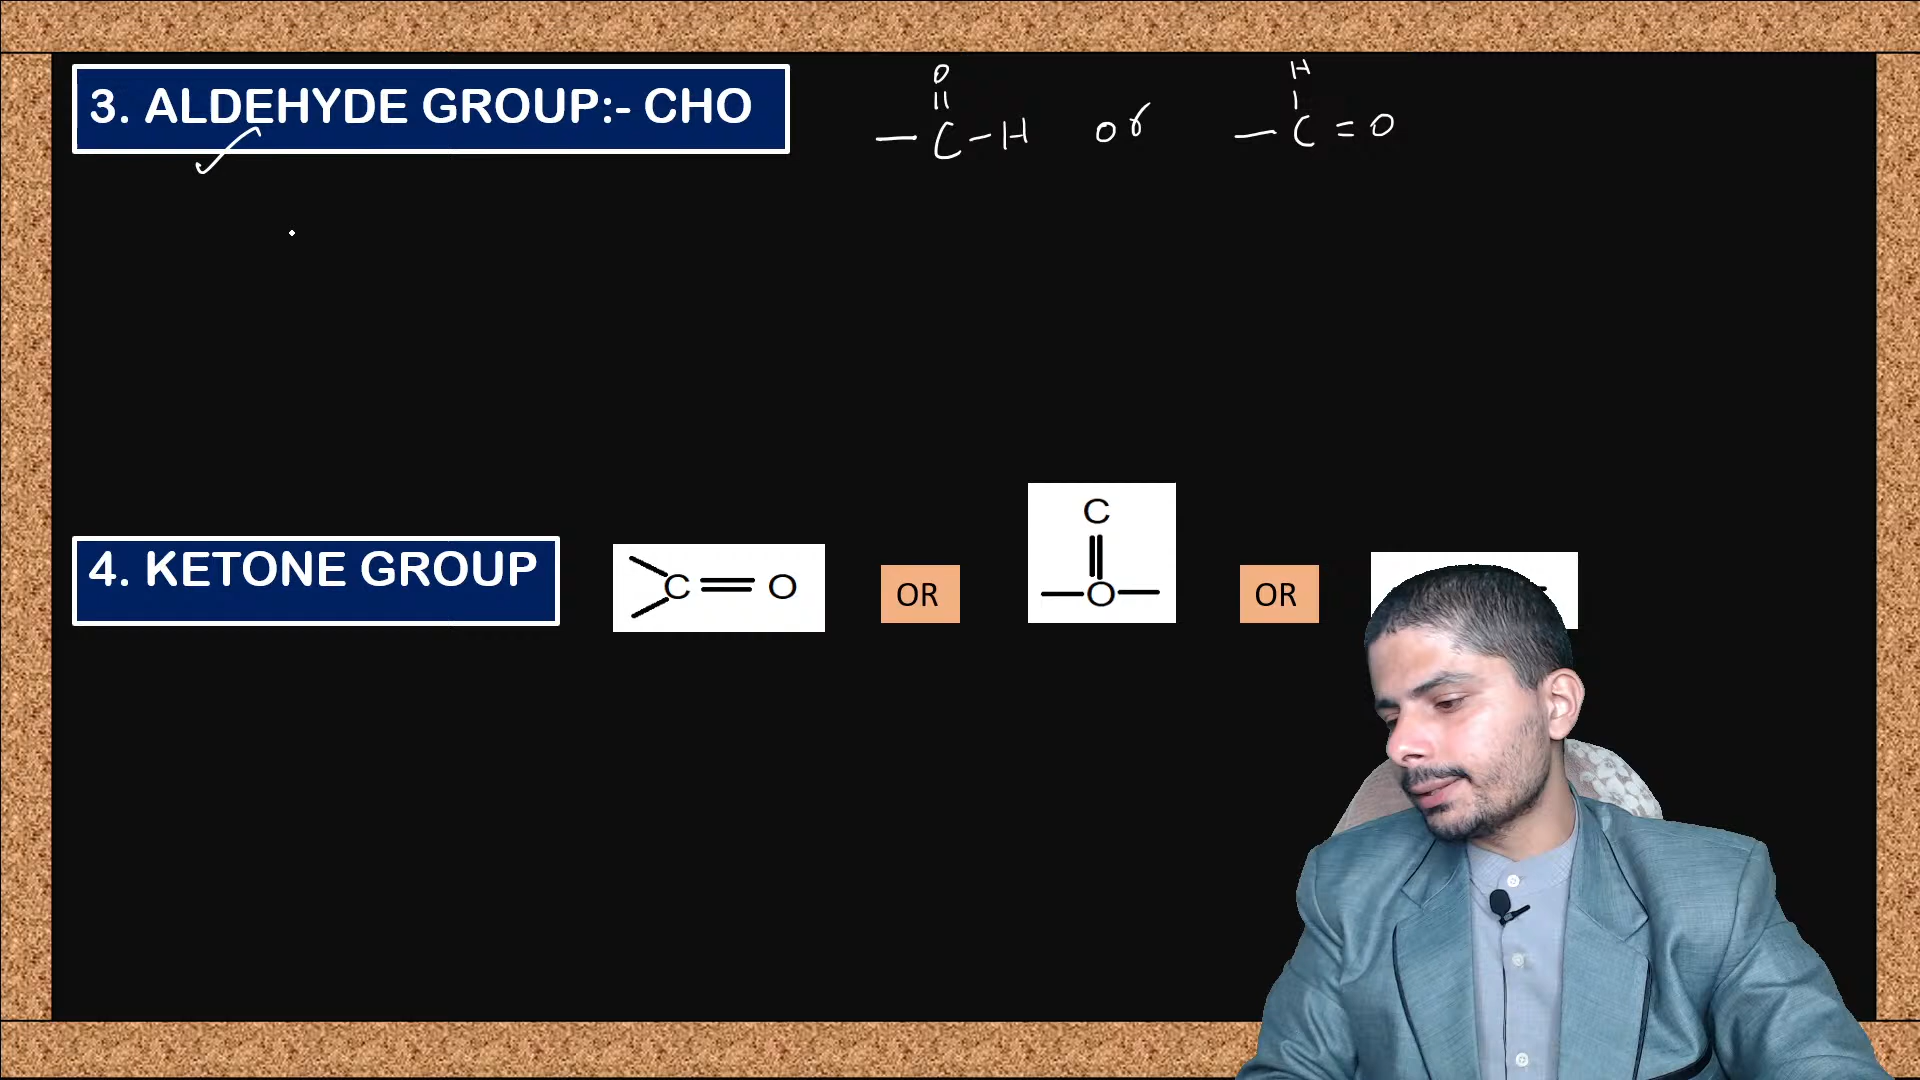 3. ALDEHYDE GROUP:- CHO
O
||
— C – H or
H
|
— C = O
4. KETONE GROUP
C = O
OR
C
||
—O—
OR